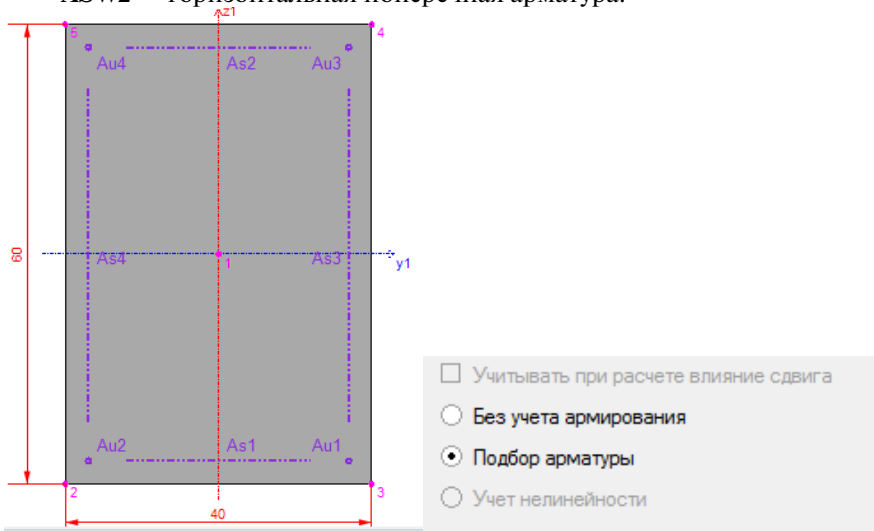 ASW2 – горизонтальная поперечная арматура.
z1
5
4
Au4
As2
Au3
60
As4
1
As3
y1
Au2
As1
Au1
2
3
40
Учитывать при расчете влияние сдвига
Без учета армирования
Подбор арматуры
Учет нелинейности